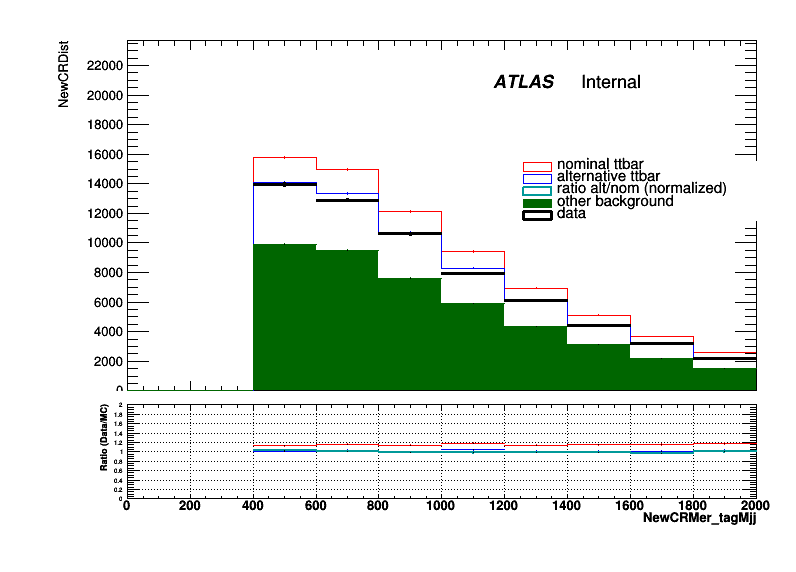 NewCRDist
22000
20000
18000
16000
14000
12000
10000
8000
6000
4000
2000
0
ATLAS Internal
nominal ttbar
alternative ttbar
ratio alt/nom (normalized)
other background
data
Ratio (Data/MC)
2
1.8
1.6
1.4
1.2
1
0.8
0.6
0.4
0.2
0
0 200 400 600 800 1000 1200 1400 1600 1800 2000
NewCRMer_tagMjj